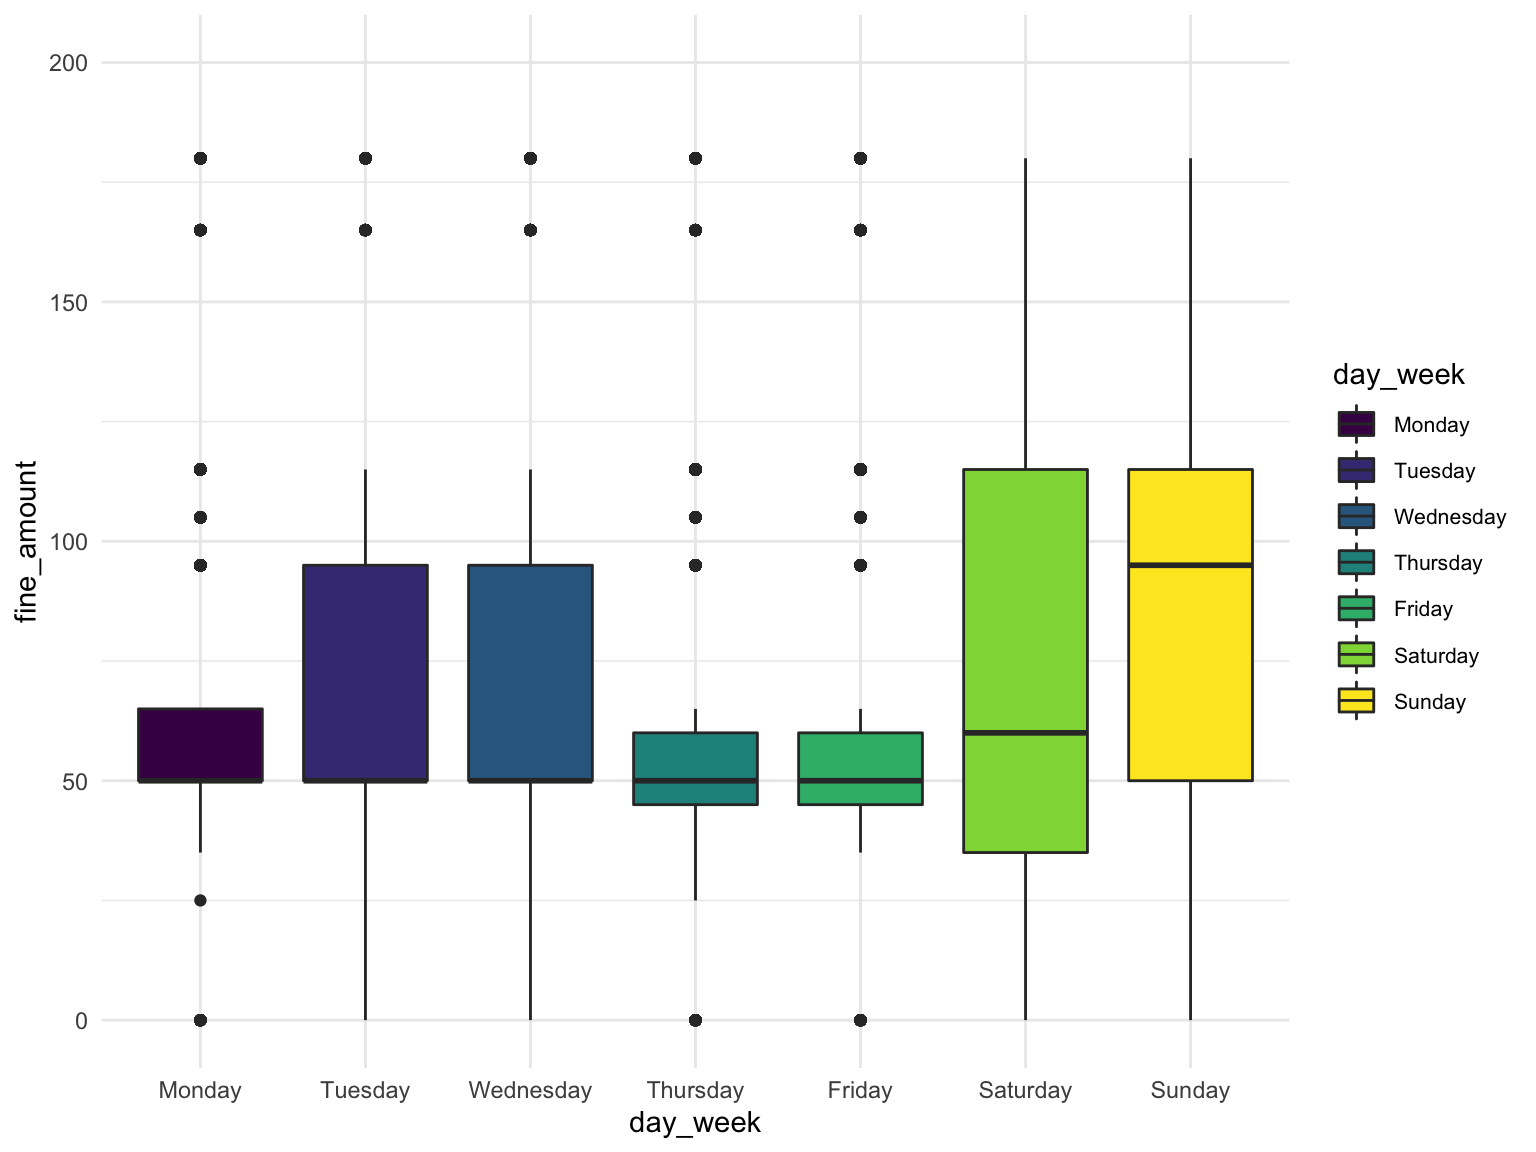 200
150
100
50
0
fine_amount
Monday Tuesday Wednesday Thursday Friday Saturday Sunday
day_week
day_week
Monday
Tuesday
Wednesday
Thursday
Friday
Saturday
Sunday